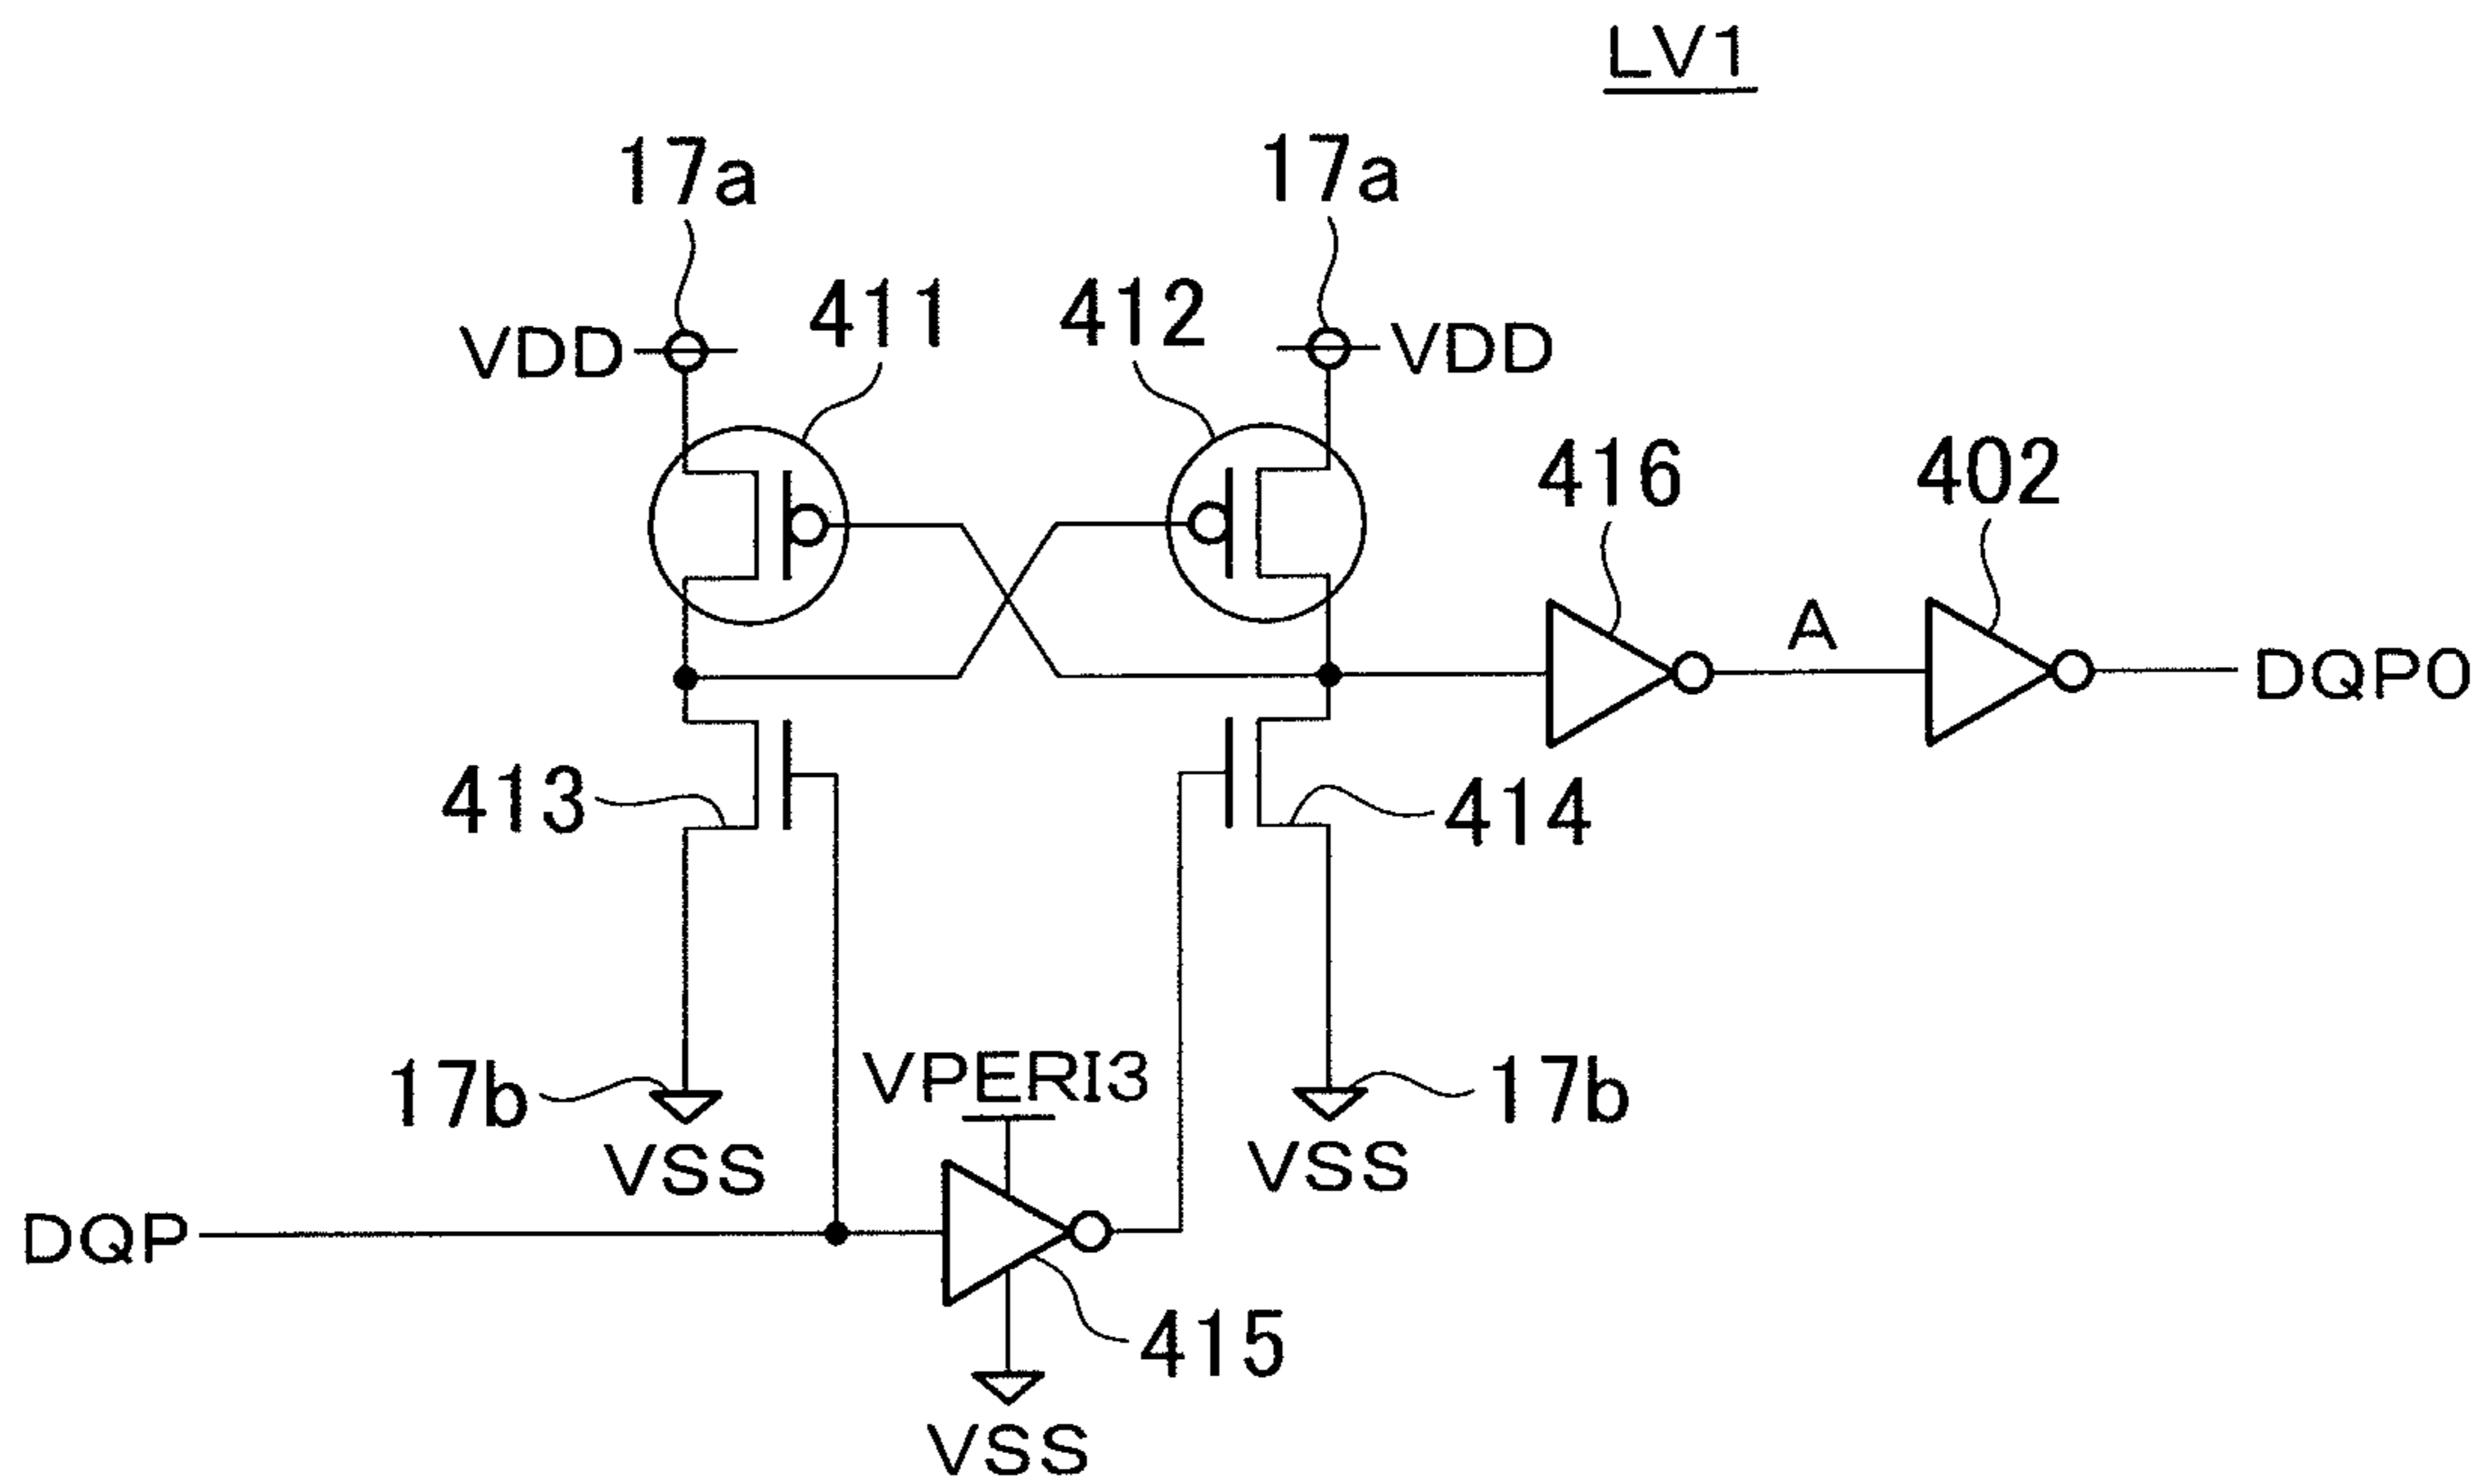 LV1
17a 17a
411 412
VDD VDD
416 402
A
DQP0
413 414
17b VPERI3 17b
VSS VSS
DQP
415
VSS